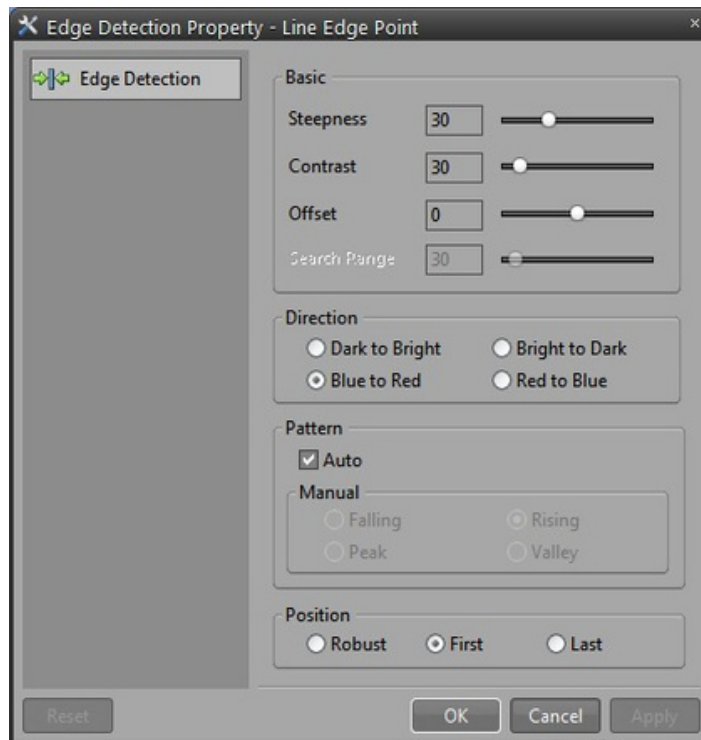 Edge Detection Property - Line Edge Point
Edge Detection
Basic
Steepness 30
Contrast 30
Offset 0
Search Range 30
Direction
Dark to Bright Bright to Dark
Blue to Red Red to Blue
Pattern
Auto
Manual
Falling Rising
Peak Valley
Position
Robust First Last
Reset OK Cancel Apply